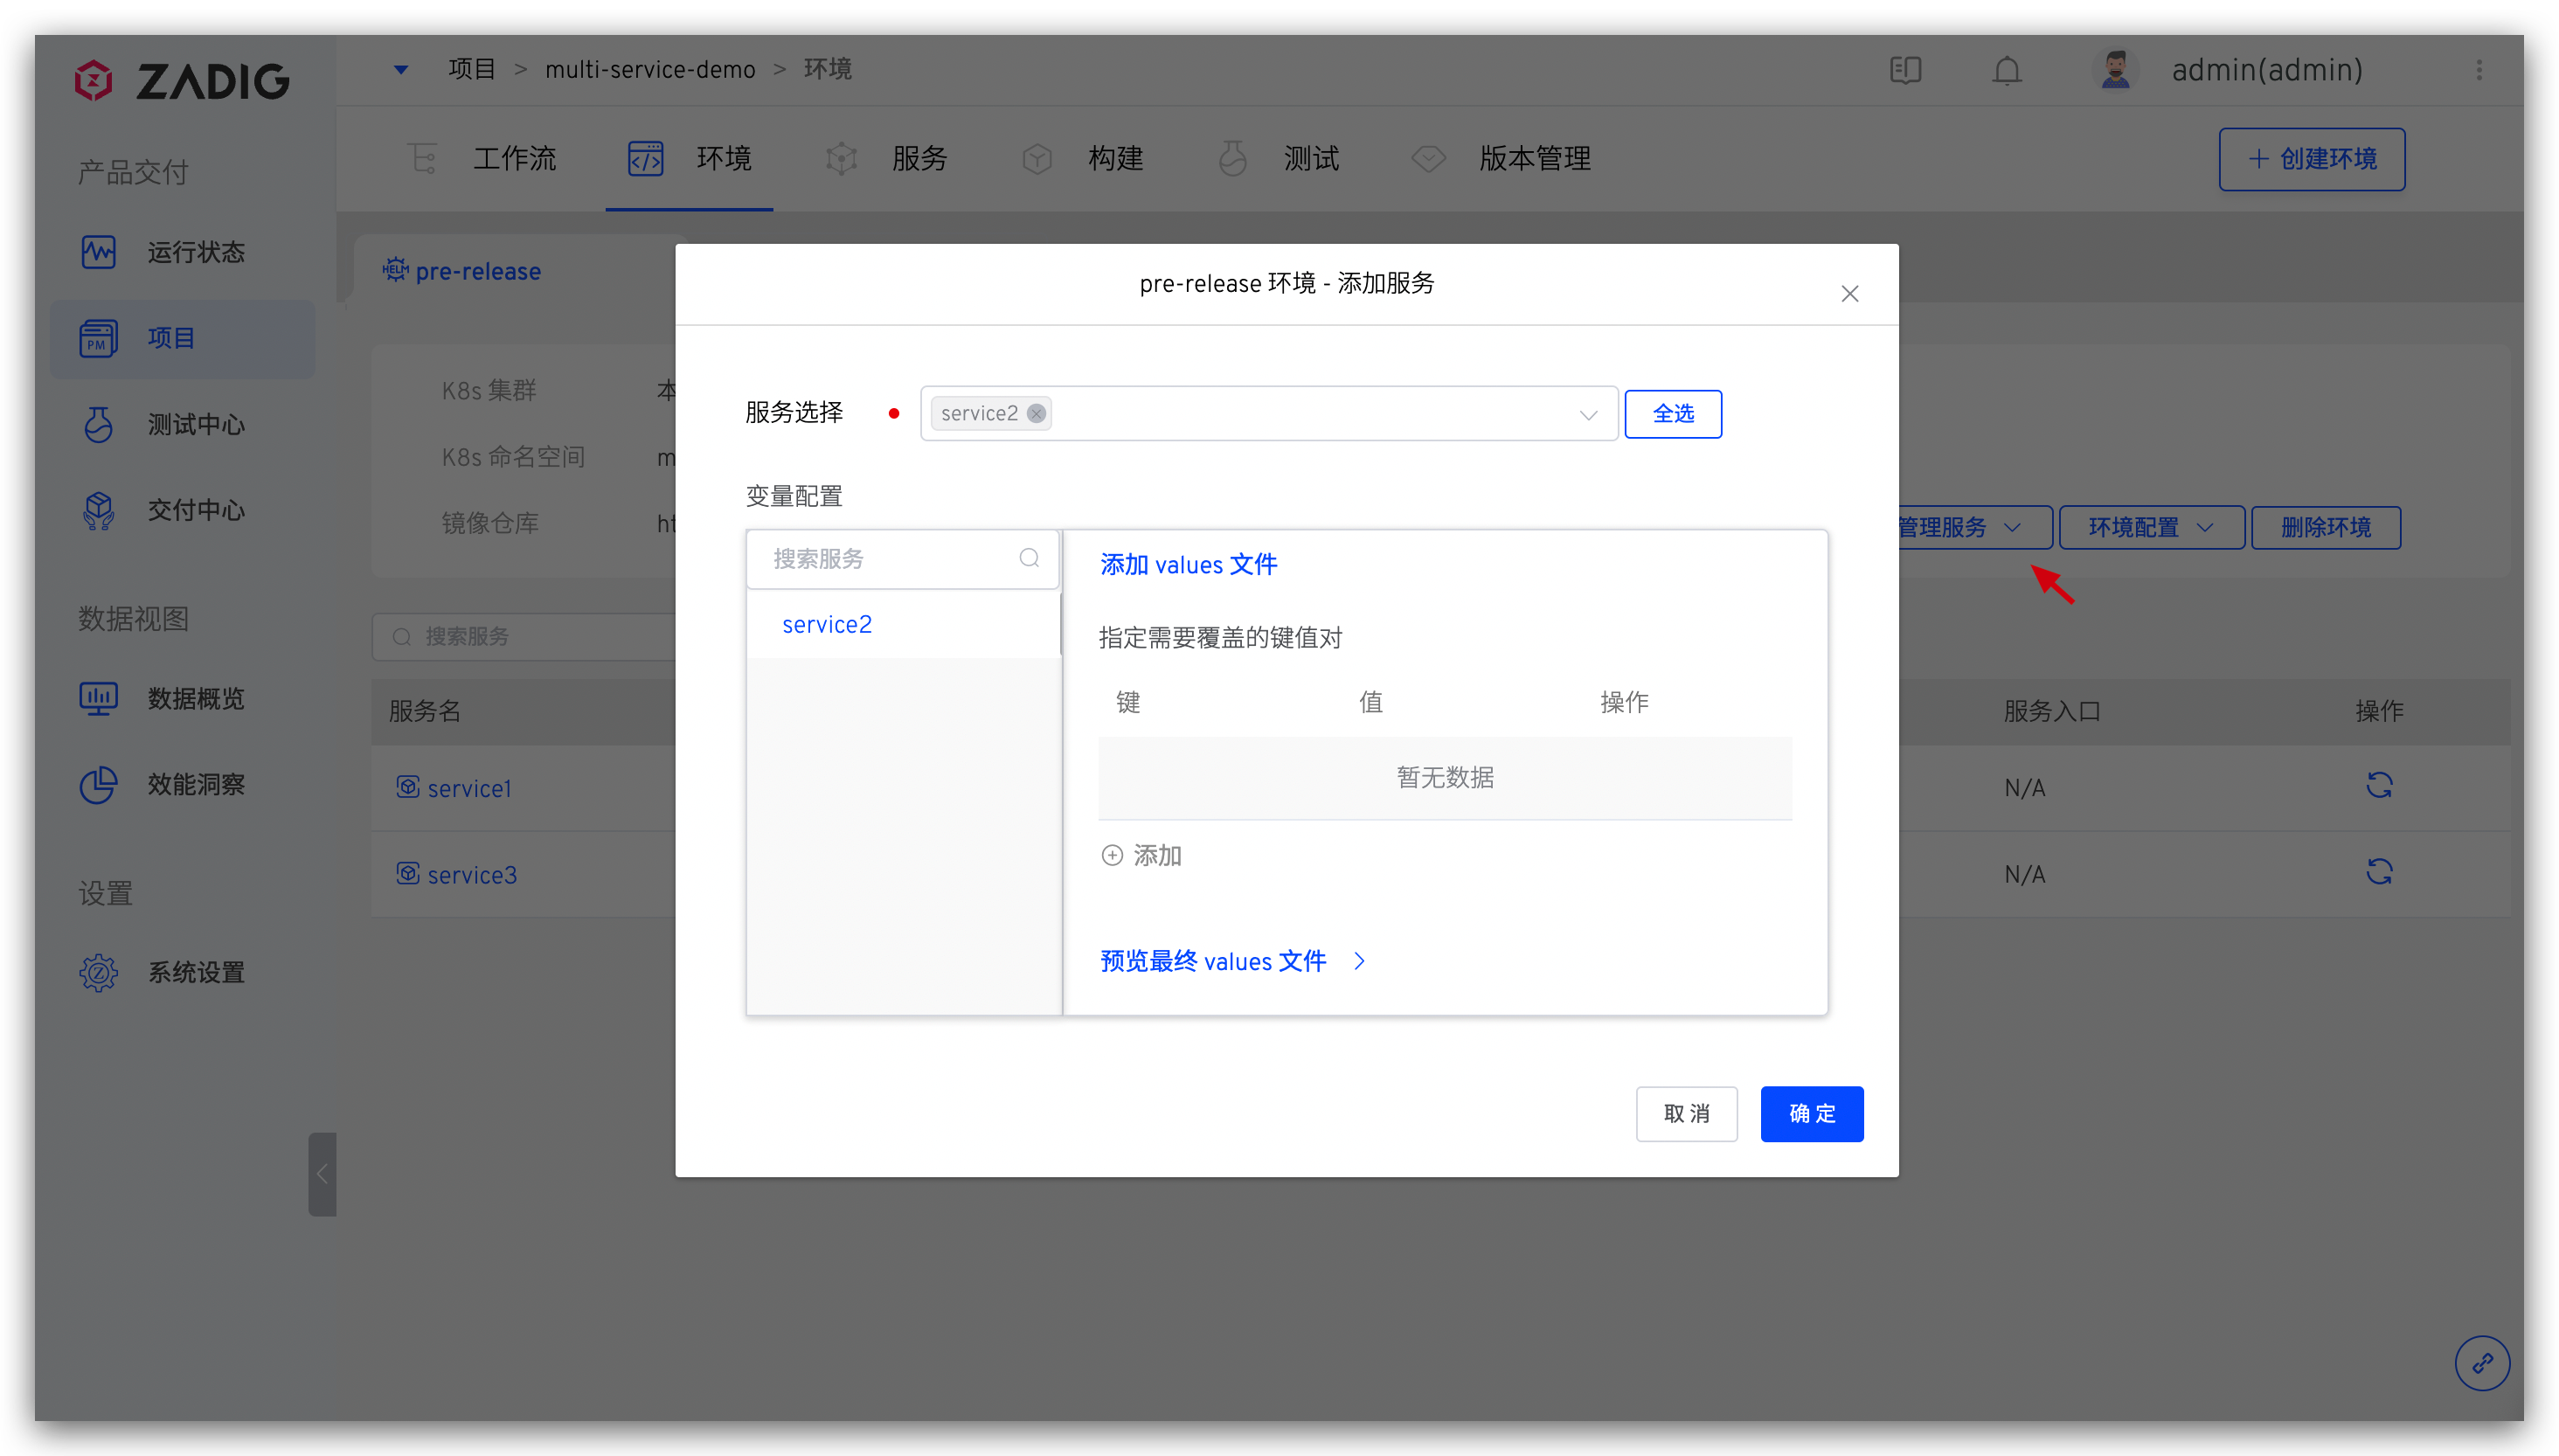 ZADIG
项目 > multi-service-demo > 环境
admin(admin)
产品交付
运行状态
PM
项目
测试中心
交付中心
数据视图
数据概览
效能洞察
设置
系统设置
工作流
环境
服务
构建
测试
版本管理
+ 创建环境
HELM pre-release
K8s 集群 本
K8s 命名空间 m
镜像仓库 ht
管理服务
环境配置
删除环境
搜索服务
服务名 服务入口 操作
service1 N/A
service3 N/A
pre-release 环境 - 添加服务
服务选择 service2 全选
变量配置
搜索服务
service2
添加 values 文件
指定需要覆盖的键值对
键 值 操作
暂无数据
添加
预览最终 values 文件 >
取消 确定